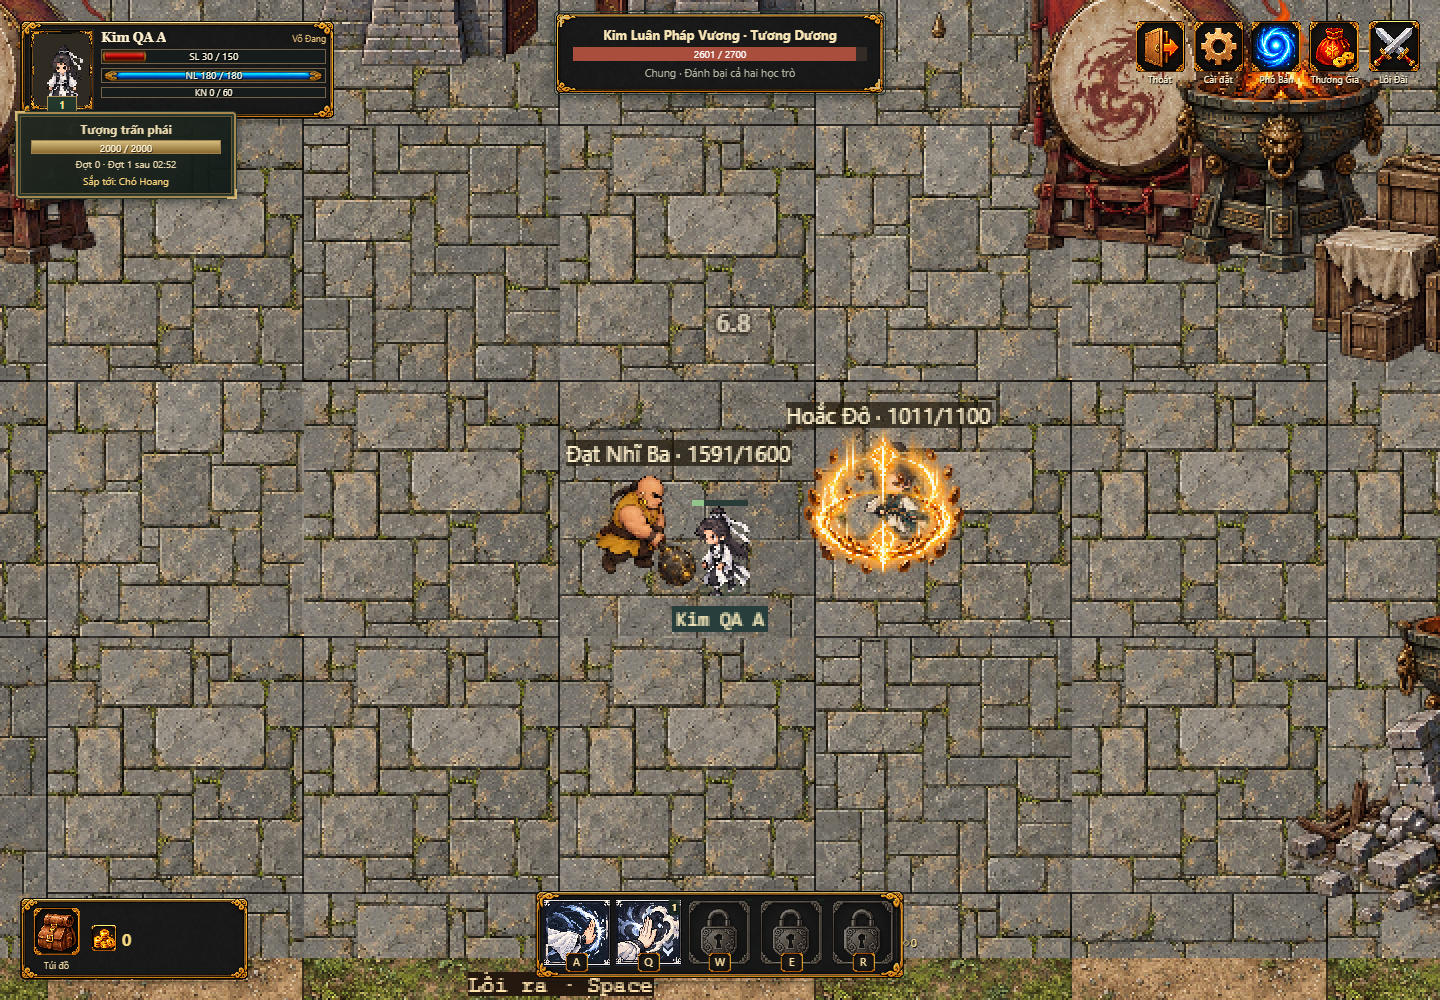 Kim QA A
Võ Đang
SL 30 / 150
NL 180 / 180
KN 0 / 60
1
Tượng trấn phái
2000 / 2000
Đợt 0 · Đợt 1 sau 02:52
Sắp tới: Chó Hoang
Kim Luân Pháp Vương - Tương Dương
2601 / 2700
Chung · Đánh bại cả hai học trò
Thoát
Cài đặt
Phó Bản
Thương Gia
Lôi Đài
6.8
Hoắc Đô · 1011/1100
Đạt Nhĩ Ba · 1591/1600
Kim QA A
0
Túi đồ
1
A
Q
W
E
R
0
Lối ra - Space